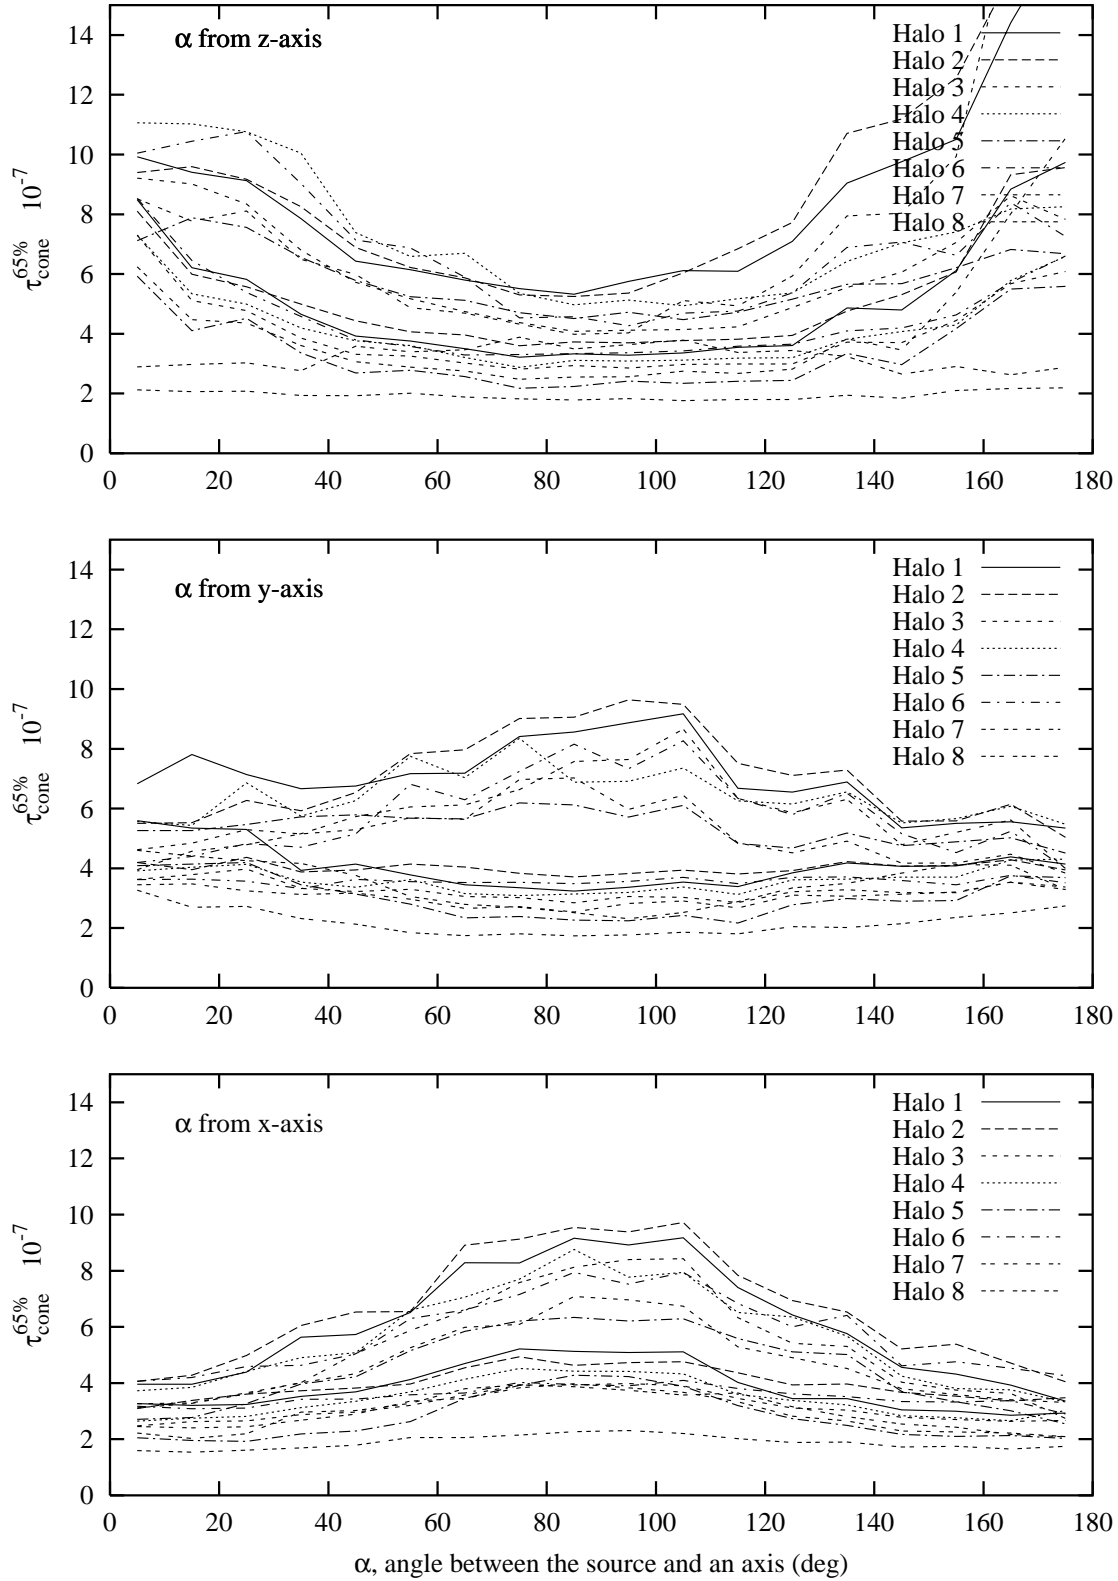 α from z-axis
τ_cone^65% 10^-7
14
12
10
8
6
4
2
0
Halo 1
Halo 2
Halo 3
Halo 4
Halo 5
Halo 6
Halo 7
Halo 8
0 20 40 60 80 100 120 140 160 180
α from y-axis
τ_cone^65% 10^-7
14
12
10
8
6
4
2
0
Halo 1
Halo 2
Halo 3
Halo 4
Halo 5
Halo 6
Halo 7
Halo 8
0 20 40 60 80 100 120 140 160 180
α from x-axis
τ_cone^65% 10^-7
14
12
10
8
6
4
2
0
Halo 1
Halo 2
Halo 3
Halo 4
Halo 5
Halo 6
Halo 7
Halo 8
0 20 40 60 80 100 120 140 160 180
α, angle between the source and an axis (deg)